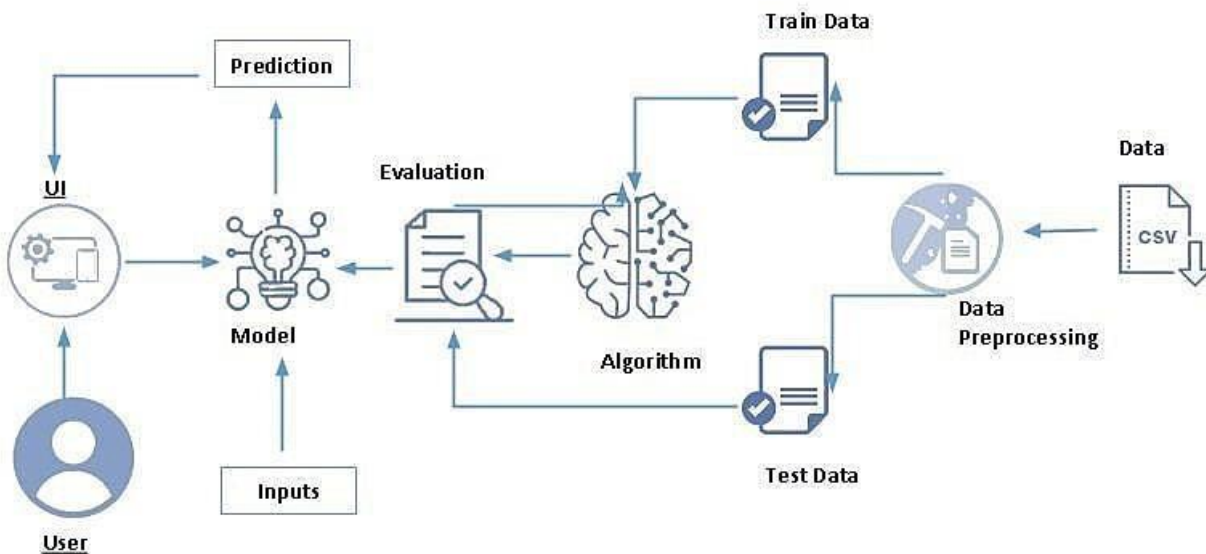 Train Data
Prediction
Data
Evaluation
UI
CSV
Model
Data
Preprocessing
Algorithm
Inputs
Test Data
User